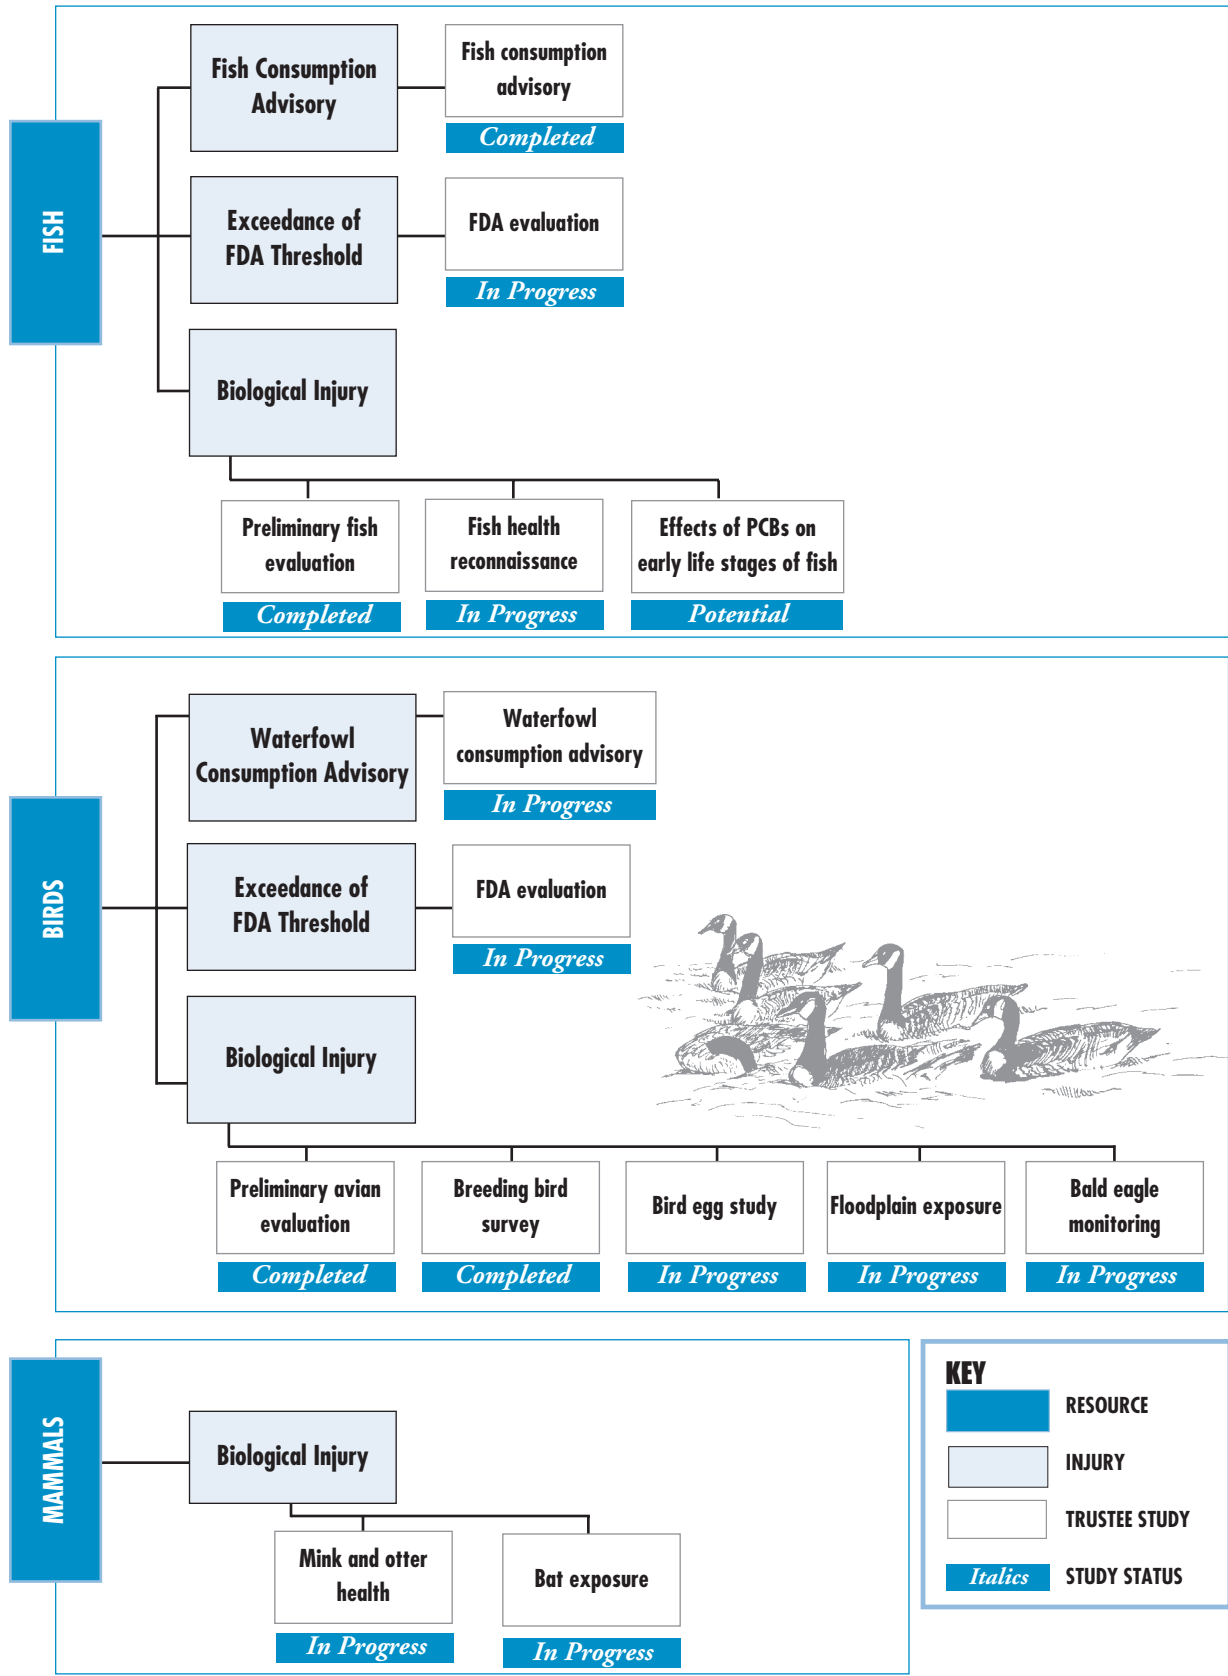 FISH
Fish Consumption
Advisory
Fish consumption
advisory
Completed
Exceedance of
FDA Threshold
FDA evaluation
In Progress
Biological Injury
Preliminary fish
evaluation
Completed
Fish health
reconnaissance
In Progress
Effects of PCBs on
early life stages of fish
Potential
BIRDS
Waterfowl
Consumption Advisory
Waterfowl
consumption advisory
In Progress
Exceedance of
FDA Threshold
FDA evaluation
In Progress
Biological Injury
Preliminary avian
evaluation
Completed
Breeding bird
survey
Completed
Bird egg study
In Progress
Floodplain exposure
In Progress
Bald eagle
monitoring
In Progress
MAMMALS
Biological Injury
Mink and otter
health
In Progress
Bat exposure
In Progress
KEY
RESOURCE
INJURY
TRUSTEE STUDY
Italics STUDY STATUS